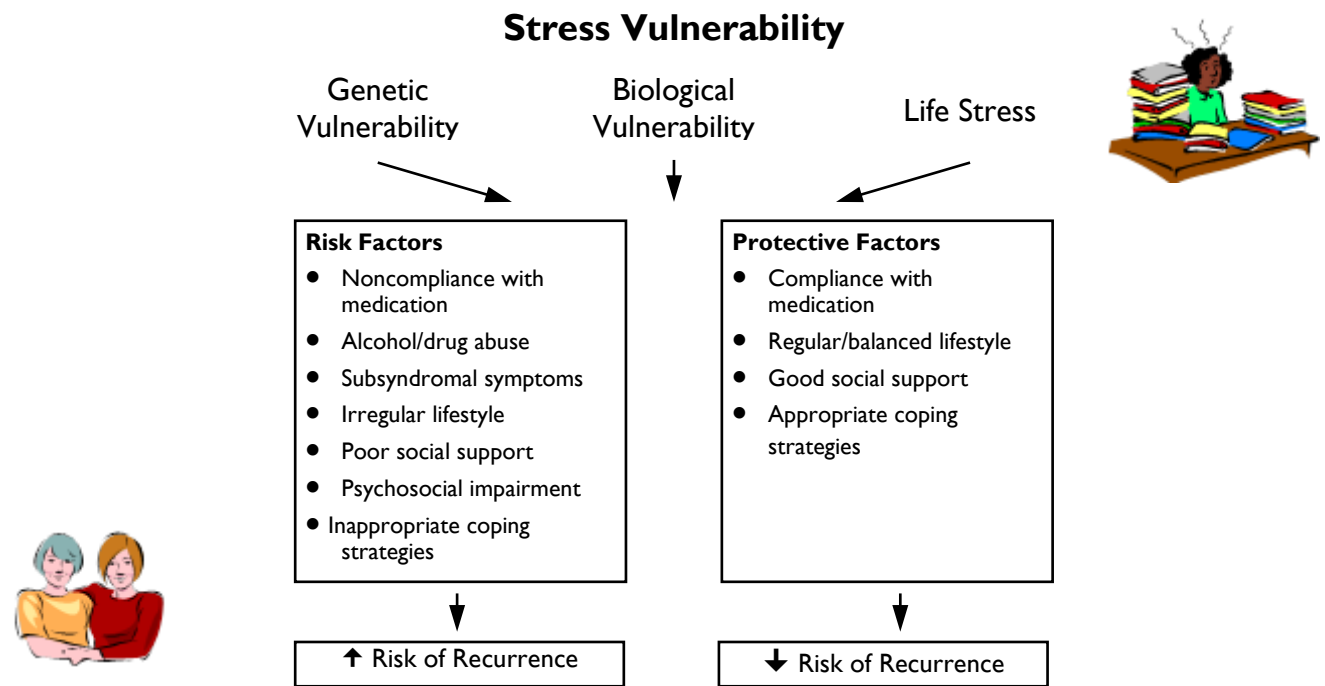 Stress Vulnerability
Genetic
Vulnerability
Biological
Vulnerability
Life Stress
Risk Factors
● Noncompliance with
medication
● Alcohol/drug abuse
● Subsyndromal symptoms
● Irregular lifestyle
● Poor social support
● Psychosocial impairment
● Inappropriate coping
strategies
Protective Factors
● Compliance with
medication
● Regular/balanced lifestyle
● Good social support
● Appropriate coping
strategies
↑ Risk of Recurrence
↓ Risk of Recurrence